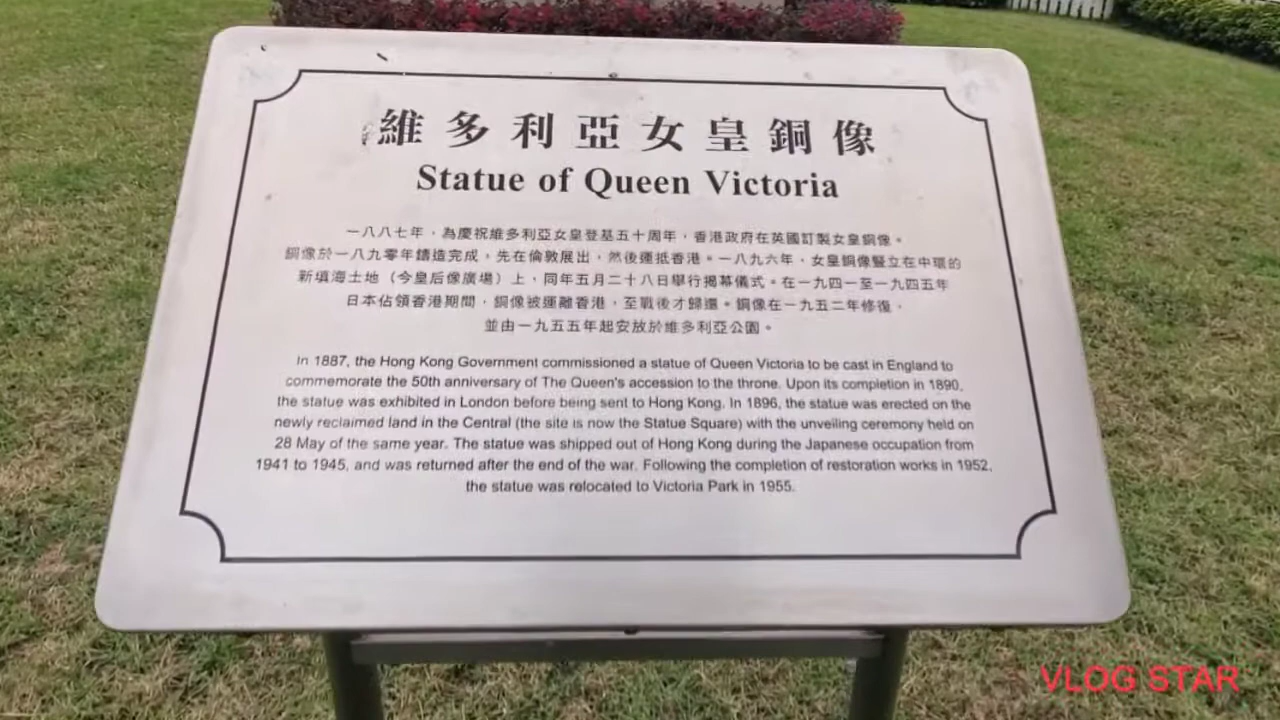 維多利亞女皇銅像
Statue of Queen Victoria
一八八七年，為慶祝維多利亞女皇登基五十周年，香港政府在英國訂製女皇銅像。
銅像於一八九零年鑄造完成，先在倫敦展出，然後運抵香港。一八九六年，女皇銅像豎立在中環的
新填海土地（今皇后像廣場）上，同年五月二十八日舉行揭幕儀式。在一九四一至一九四五年
日本佔領香港期間，銅像被運離香港，至戰後才歸還。銅像在一九五二年修復，
並由一九五五年起安放於維多利亞公園。
In 1887, the Hong Kong Government commissioned a statue of Queen Victoria to be cast in England to
commemorate the 50th anniversary of The Queen's accession to the throne. Upon its completion in 1890,
the statue was exhibited in London before being sent to Hong Kong. In 1896, the statue was erected on the
newly reclaimed land in the Central (the site is now the Statue Square) with the unveiling ceremony held on
28 May of the same year. The statue was shipped out of Hong Kong during the Japanese occupation from
1941 to 1945, and was returned after the end of the war. Following the completion of restoration works in 1952,
the statue was relocated to Victoria Park in 1955.
VLOG STAR